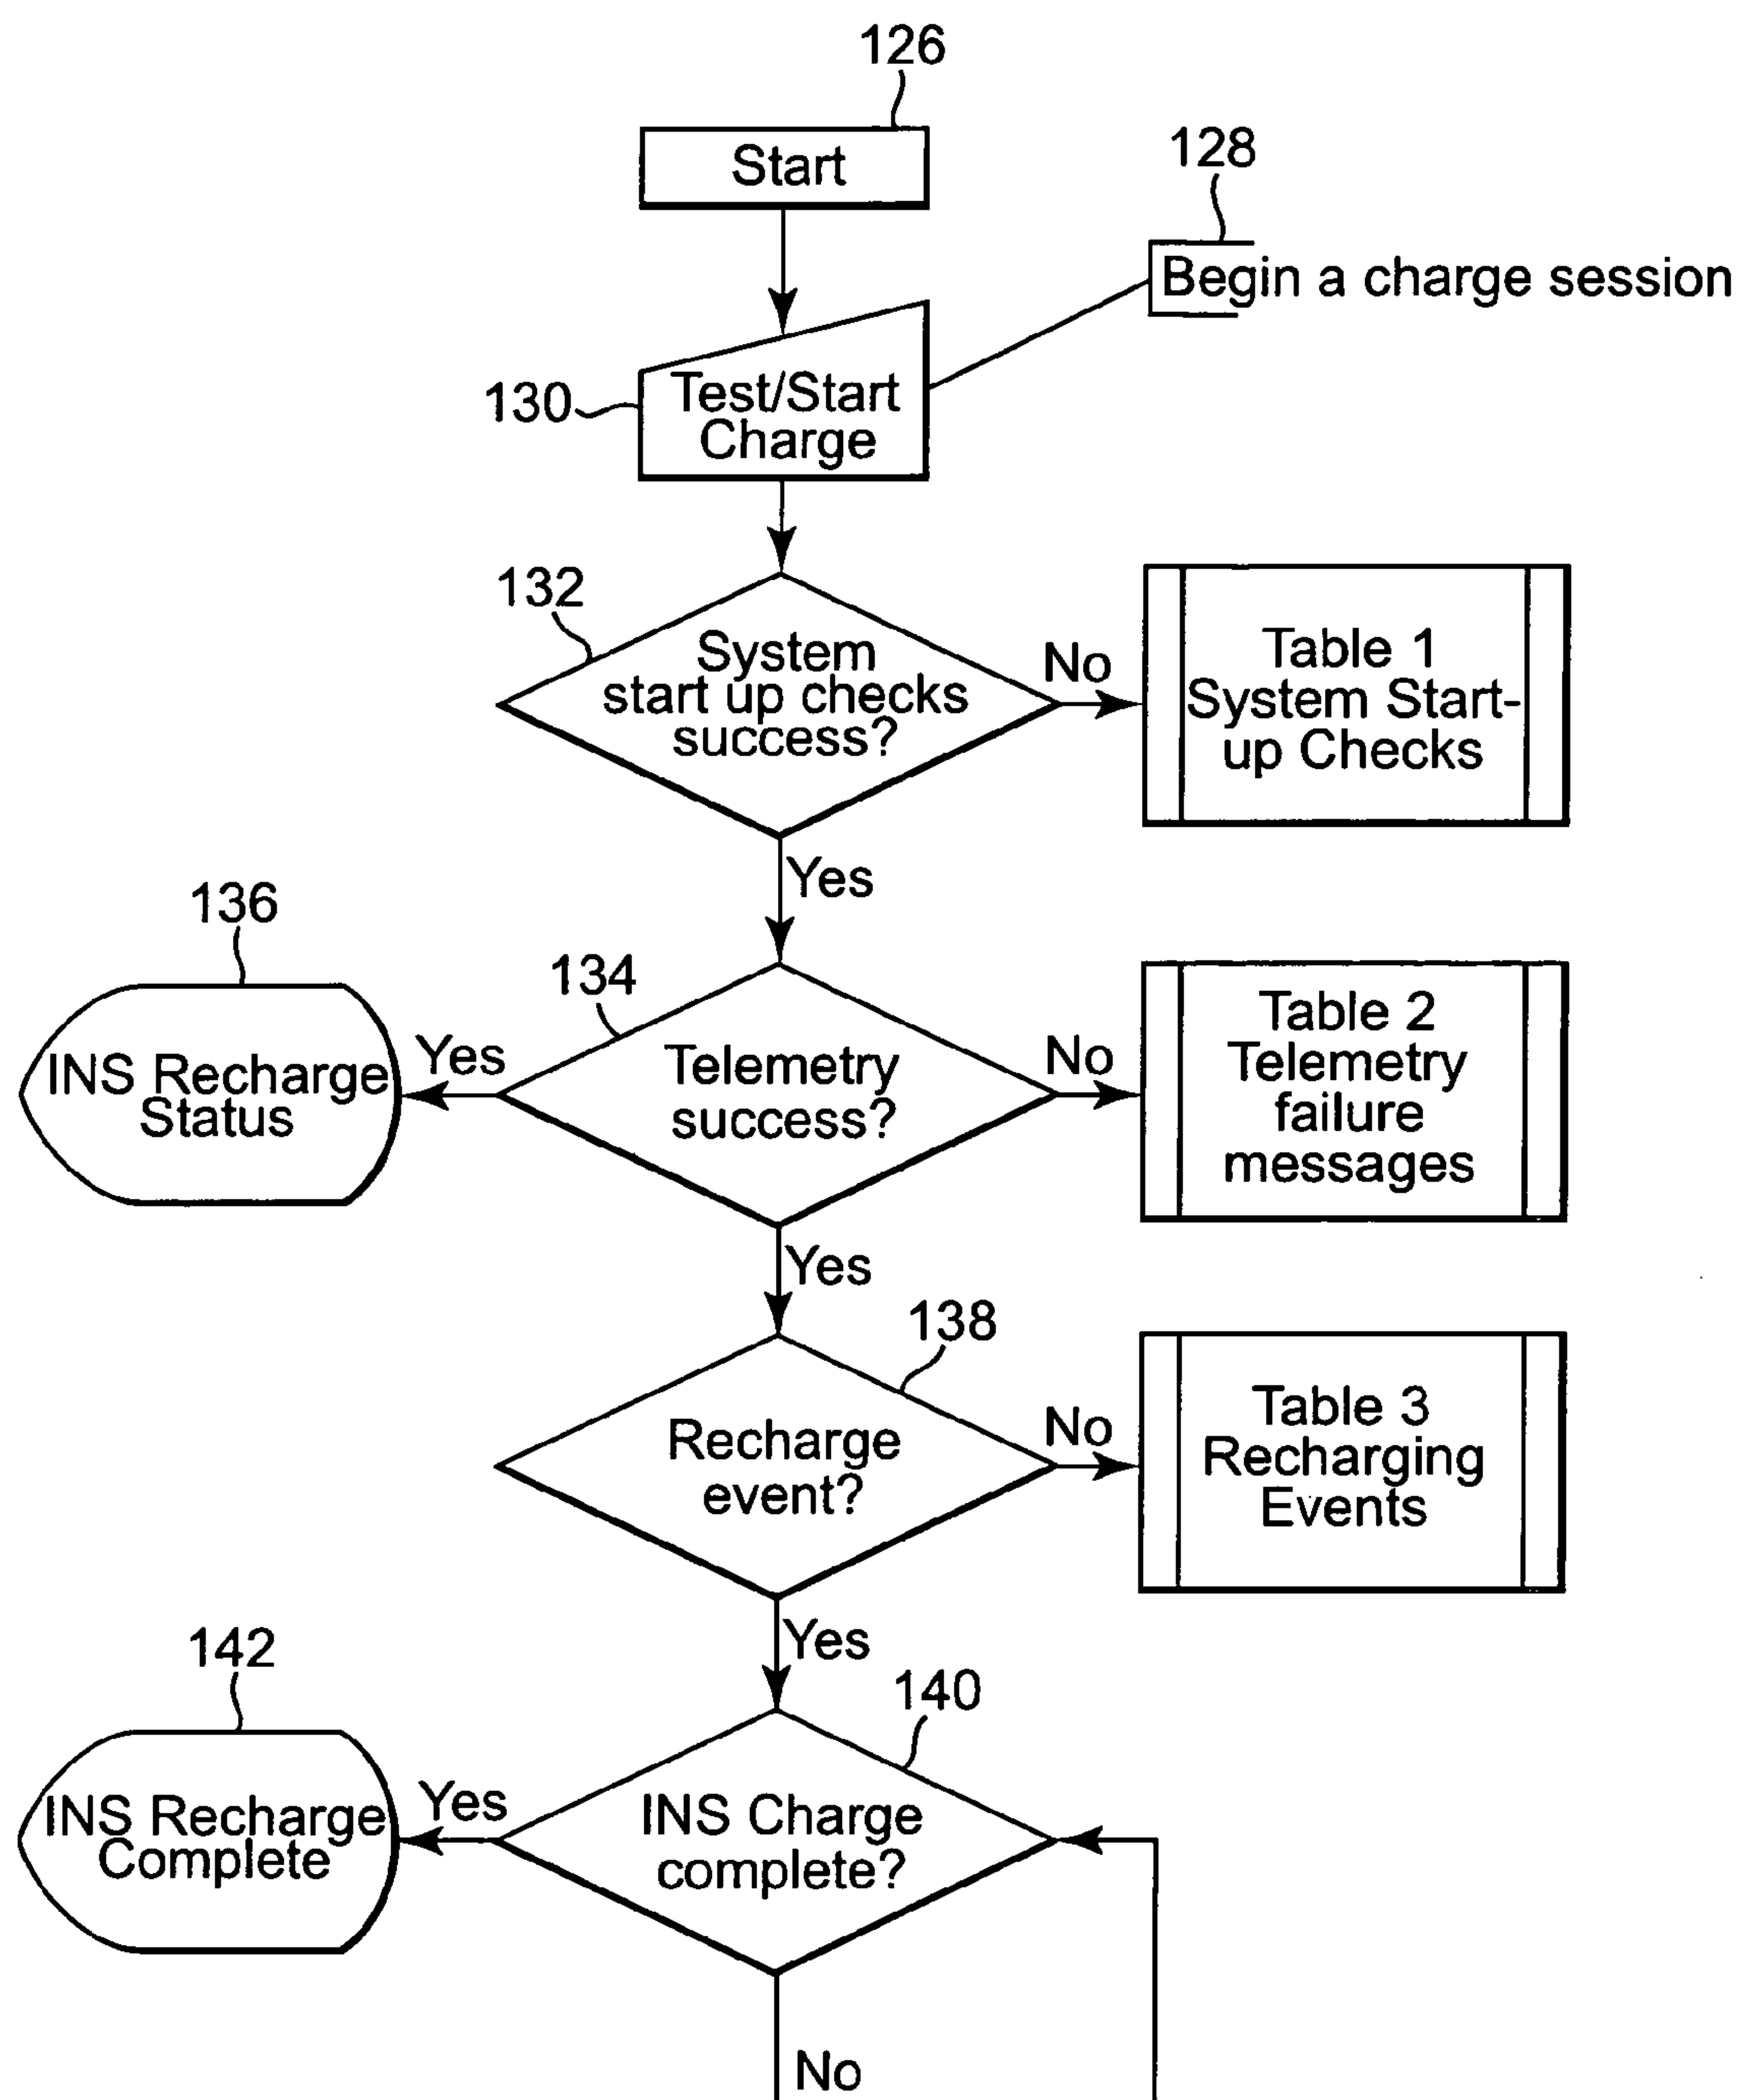 126
Start
128
Begin a charge session
130
Test/Start
Charge
132
System
start up checks
success?
No
Table 1
System Start-
up Checks
Yes
136
134
INS Recharge
Status
Yes
Telemetry
success?
No
Table 2
Telemetry
failure
messages
Yes
138
Recharge
event?
No
Table 3
Recharging
Events
Yes
142
140
INS Recharge
Complete
Yes
INS Charge
complete?
No